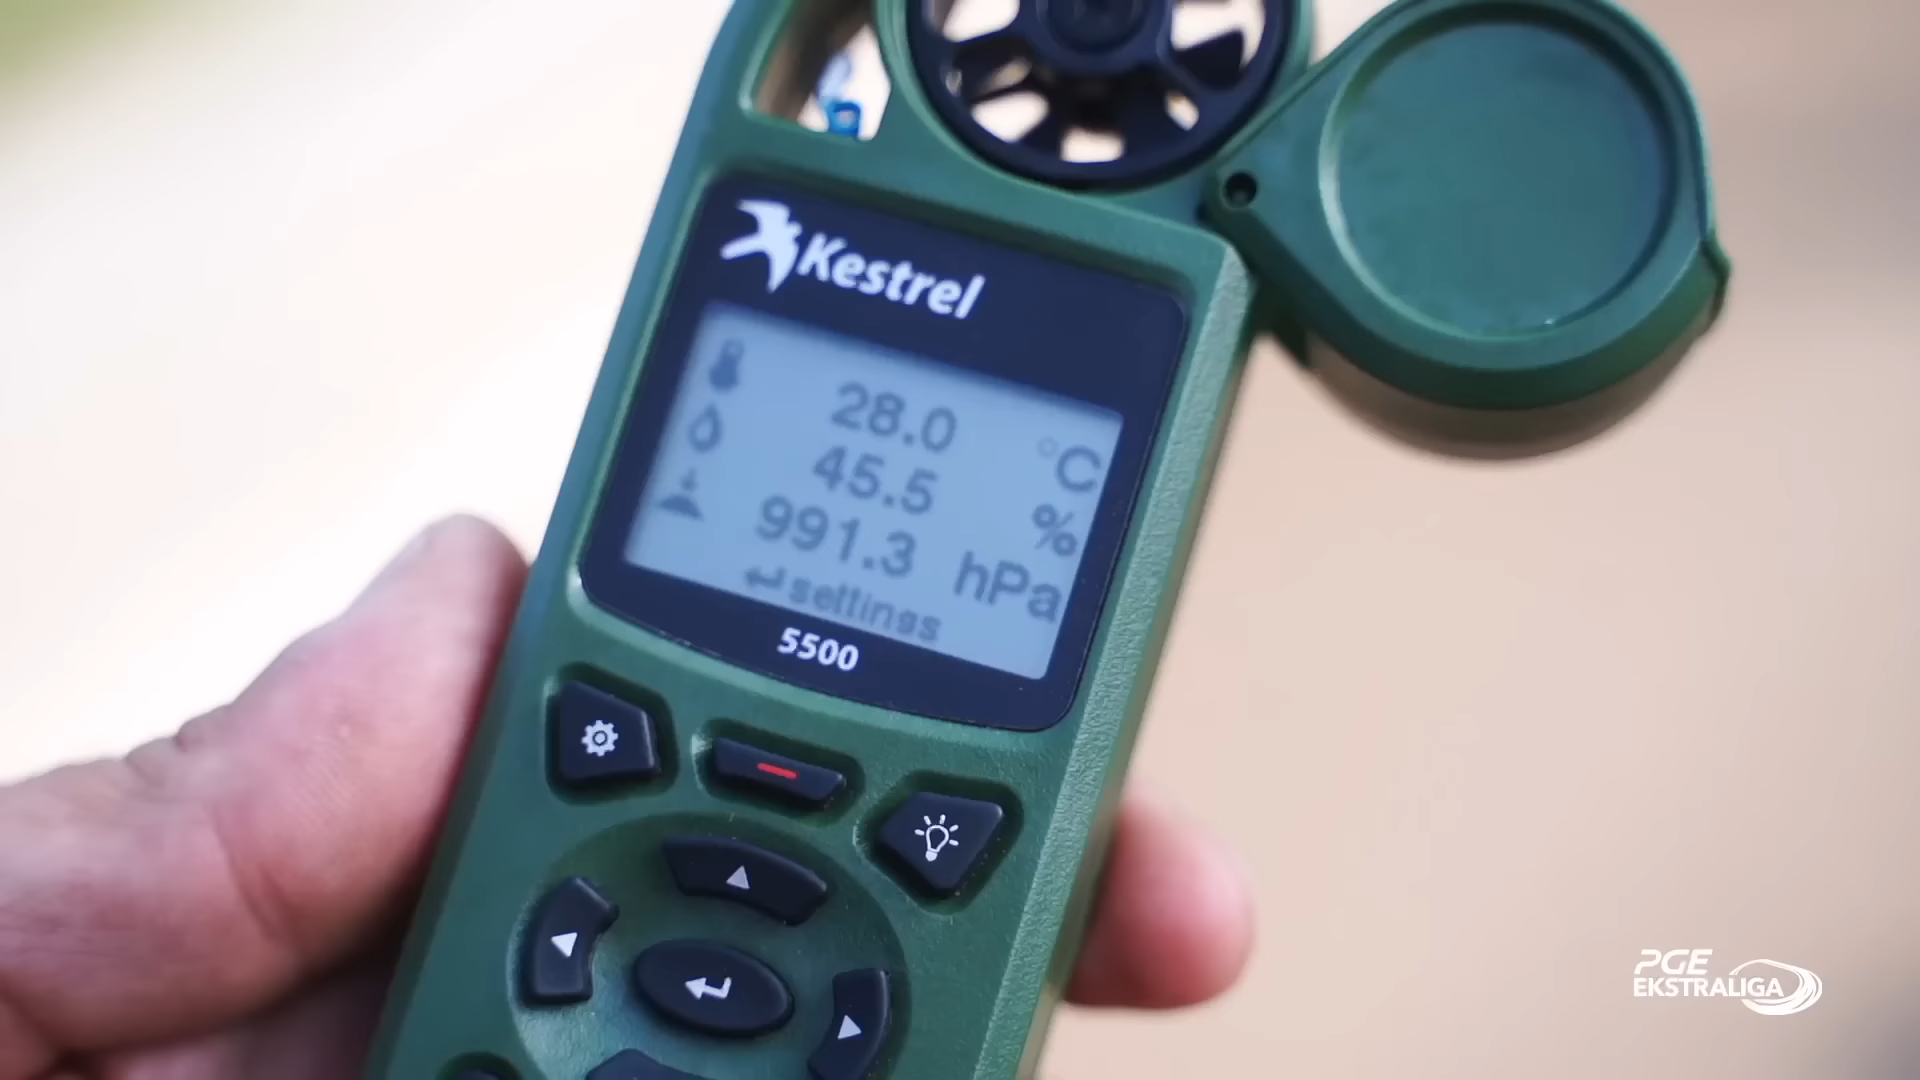 Kestrel
28.0 °C
45.5 %
991.3 hPa
settings
5500
PGE
EKSTRALIGA